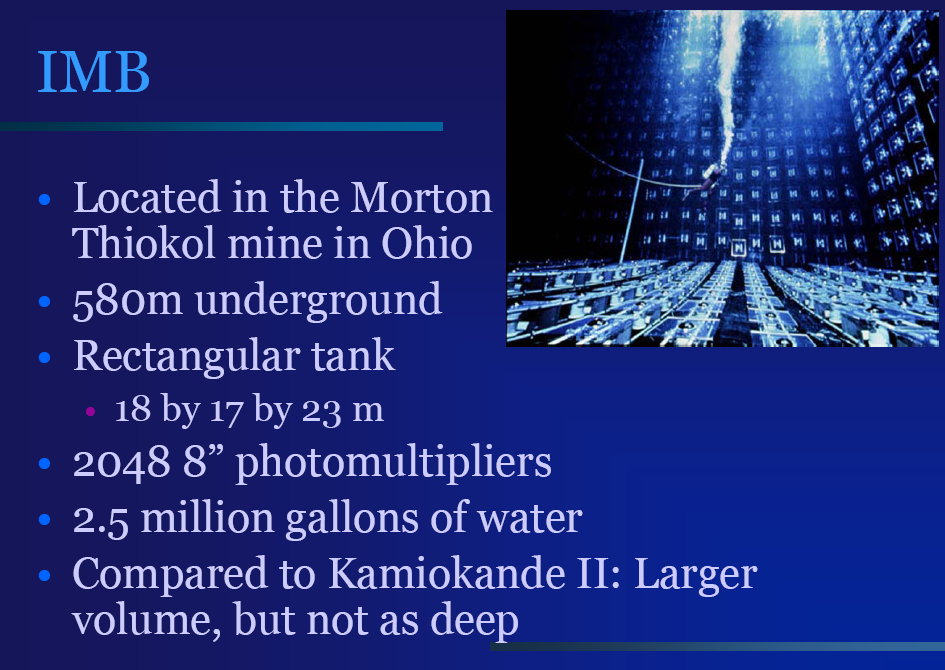 IMB
• Located in the Morton
Thiokol mine in Ohio
• 580m underground
• Rectangular tank
• 18 by 17 by 23 m
• 2048 8” photomultipliers
• 2.5 million gallons of water
• Compared to Kamiokande II: Larger
volume, but not as deep